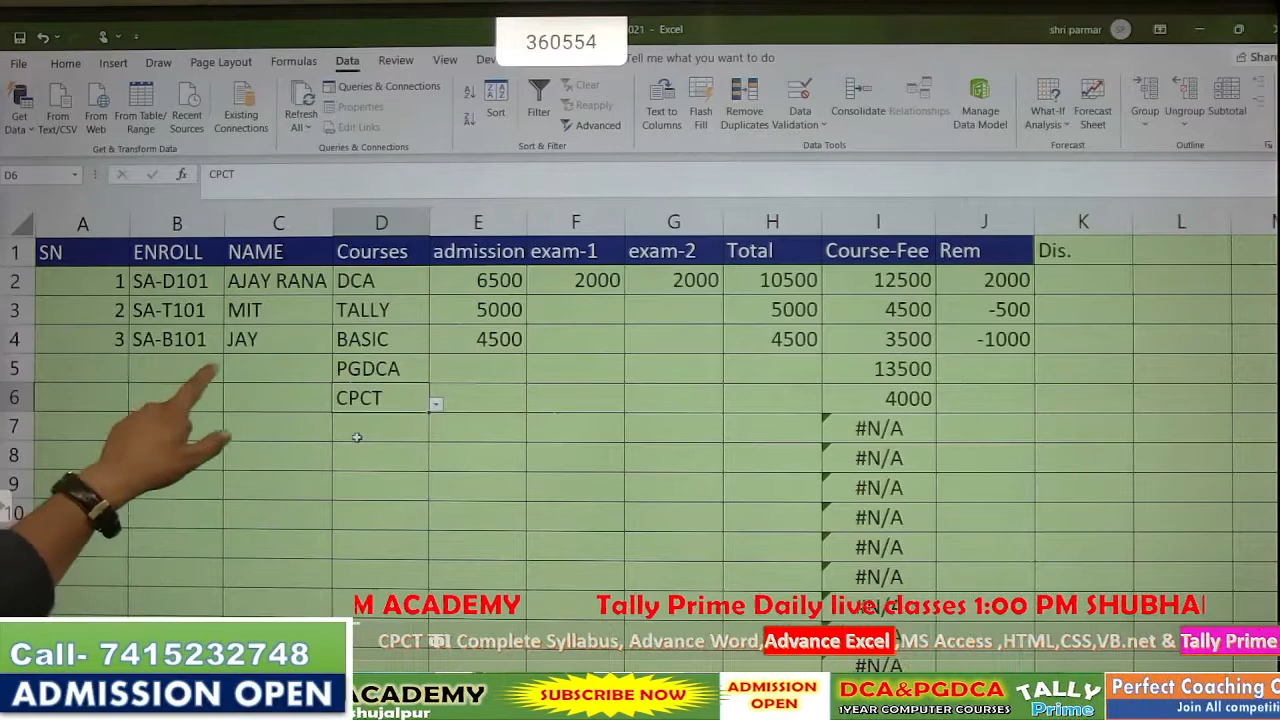 360554
021 - Excel
shri parmar
File Home Insert Draw Page Layout Formulas Data Review View Tell me what you want to do Share
Get Data From Text/CSV From Web From Table/Range Recent Sources Existing Connections
Get & Transform Data
Refresh All Queries & Connections Properties Edit Links
Queries & Connections
Sort Filter Clear Reapply Advanced
Sort & Filter
Text to Columns Flash Fill Remove Duplicates Data Validation Consolidate Relationships Manage Data Model
Data Tools
What-If Analysis Forecast Sheet
Forecast
Group Ungroup Subtotal
Outline
D6 fx CPCT
A B C D E F G H I J K L
1 SN ENROLL NAME Courses admission exam-1 exam-2 Total Course-Fee Rem Dis.
2 1 SA-D101 AJAY RANA DCA 6500 2000 2000 10500 12500 2000
3 2 SA-T101 MIT TALLY 5000 5000 4500 -500
4 3 SA-B101 JAY BASIC 4500 4500 3500 -1000
5 PGDCA 13500
6 CPCT 4000
7 #N/A
8 #N/A
9 #N/A
10 #N/A
#N/A
#N/A
#N/A
M ACADEMY Tally Prime Daily live classes 1:00 PM SHUBHA
CPCT Complete Syllabus, Advance Word, Advance Excel ,MS Access ,HTML,CSS,VB.net & Tally Prime
Call- 7415232748
ADMISSION OPEN
ACADEMY
shujalpur
SUBSCRIBE NOW
ADMISSION OPEN
DCA&PGDCA
1YEAR COMPUTER COURSES
TALLY Prime
Perfect Coaching
Join All competi